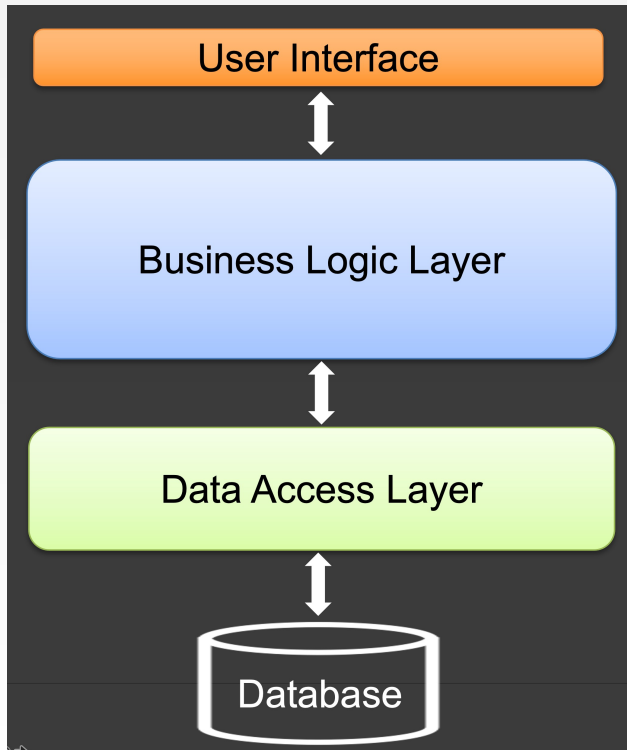 User Interface
Business Logic Layer
Data Access Layer
Database